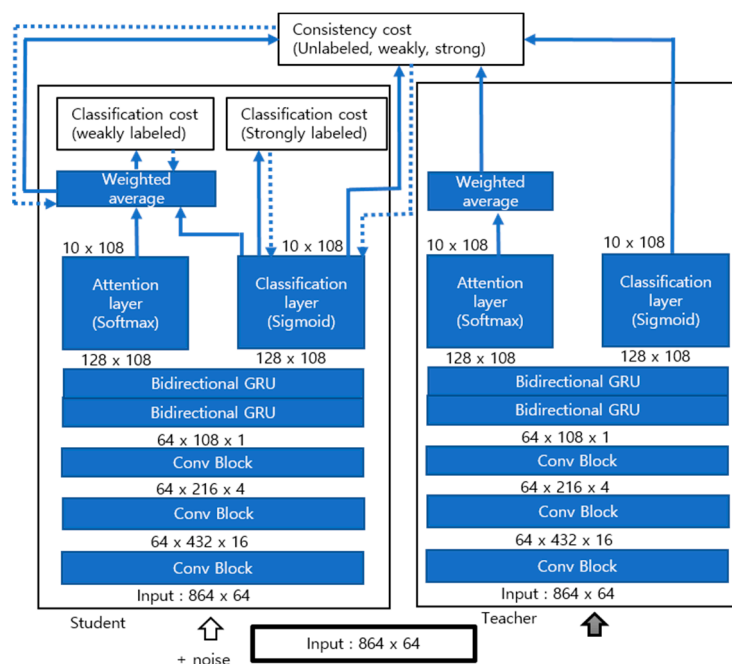 Consistency cost
(Unlabeled, weakly, strong)
Classification cost
(weakly labeled)
Classification cost
(Strongly labeled)
Weighted
average
10 x 108
10 x 108
Attention
layer
(Softmax)
Classification
layer
(Sigmoid)
128 x 108
128 x 108
Bidirectional GRU
Bidirectional GRU
64 x 108 x 1
Conv Block
64 x 216 x 4
Conv Block
64 x 432 x 16
Conv Block
Input : 864 x 64
Student
Weighted
average
10 x 108
10 x 108
Attention
layer
(Softmax)
Classification
layer
(Sigmoid)
128 x 108
128 x 108
Bidirectional GRU
Bidirectional GRU
64 x 108 x 1
Conv Block
64 x 216 x 4
Conv Block
64 x 432 x 16
Conv Block
Input : 864 x 64
Teacher
Input : 864 x 64
+ noise